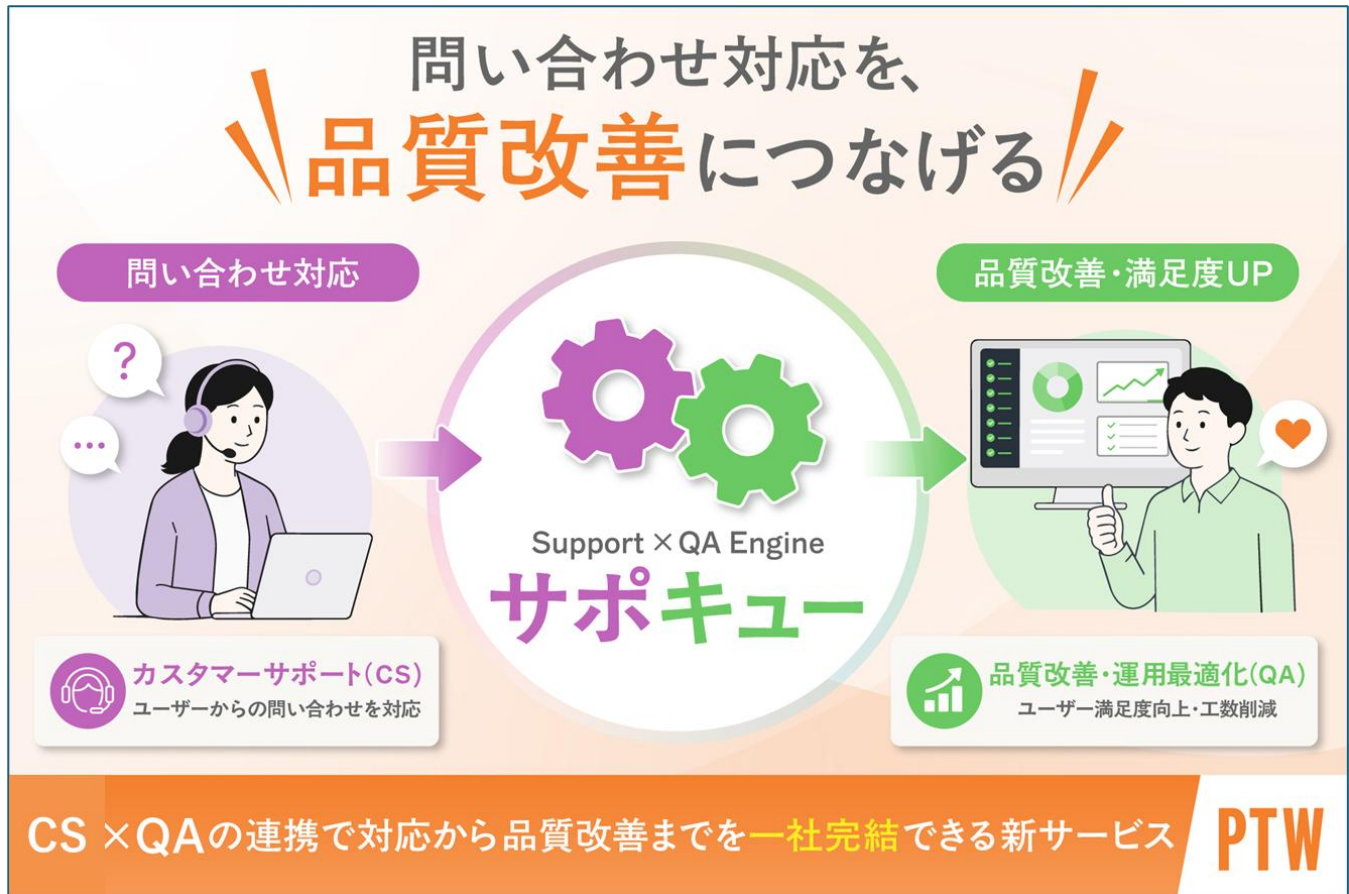 問い合わせ対応を、
品質改善につなげる
問い合わせ対応
?
...
Support×QA Engine
サポキュー
品質改善・満足度UP
カスタマーサポート(CS)
ユーザーからの問い合わせを対応
品質改善・運用最適化(QA)
ユーザー満足度向上・工数削減
CS×QAの連携で対応から品質改善までを一社完結できる新サービス
PTW